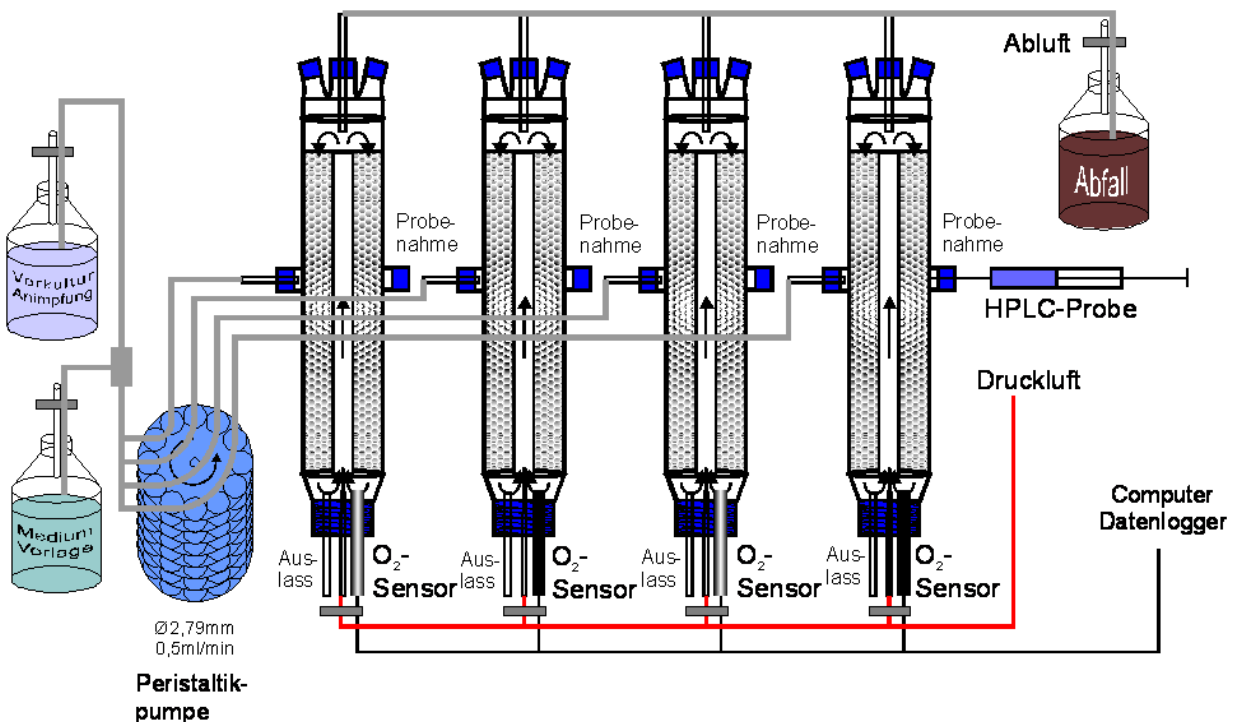 Abluft
Abfall
Vorkultur
Animpfung
Probe-
nahme
Probe-
nahme
Probe-
nahme
Probe-
nahme
HPLC-Probe
Druckluft
Medium
Vorlage
Computer
Datenlogger
Aus-
lass
O₂-
Sensor
Aus-
lass
O₂-
Sensor
Aus-
lass
O₂-
Sensor
Aus-
lass
O₂-
Sensor
Ø2,79mm
0,5ml/min
Peristaltik-
pumpe